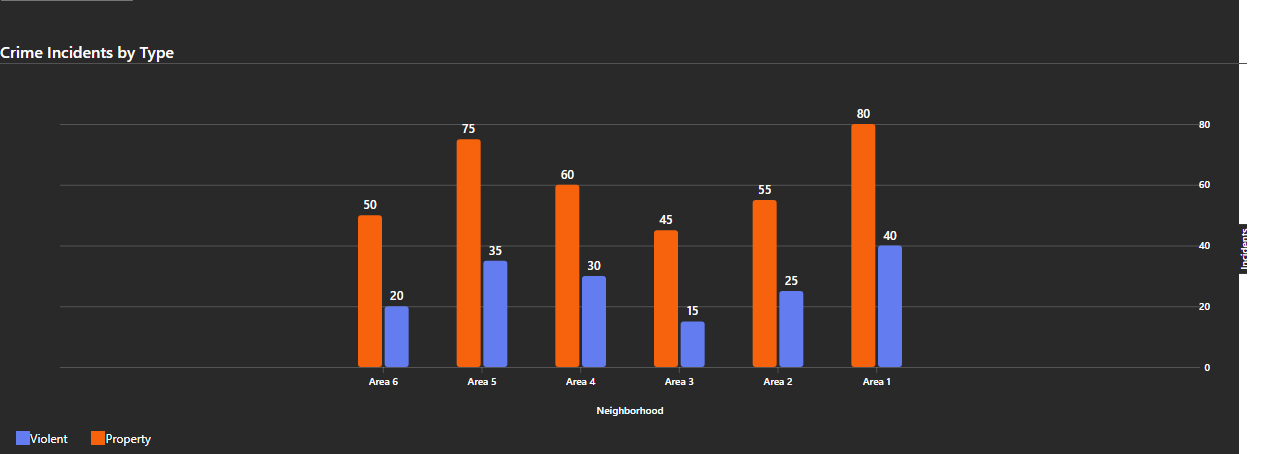 Crime Incidents by Type
80
75
80
60
60
55
50
45
40
40
35
30
25
20
20
15
0
Area 6
Area 5
Area 4
Area 3
Area 2
Area 1
Neighborhood
Incidents
Violent
Property